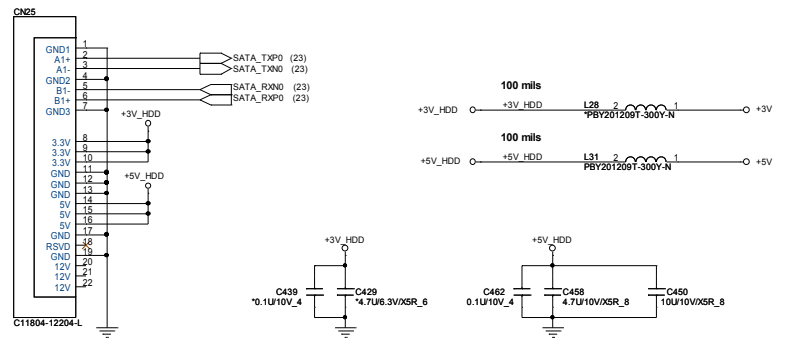 CN25
GND1 1
A1+ 2 SATA_TXP0 (23)
A1- 3 SATA_TXN0 (23)
GND2 4
B1- 5 SATA_RXN0 (23)
B1+ 6 SATA_RXP0 (23)
GND3 7
+3V_HDD
3.3V 8
3.3V 9
3.3V 10
GND 11
GND 12
GND 13
+5V_HDD
5V 14
5V 15
5V 16
GND 17
RSVD 18
GND 19
12V 20
12V 21
12V 22
C11804-12204-L
100 mils
+3V_HDD +3V_HDD L28 2 1 +3V
*PBY201209T-300Y-N
100 mils
+5V_HDD +5V_HDD L31 2 1 +5V
PBY201209T-300Y-N
+3V_HDD
C439 C429
*0.1U/10V_4 *4.7U/6.3V/X5R_6
+5V_HDD
C462 C458 C450
0.1U/10V_4 4.7U/10V/X5R_8 10U/10V/X5R_8